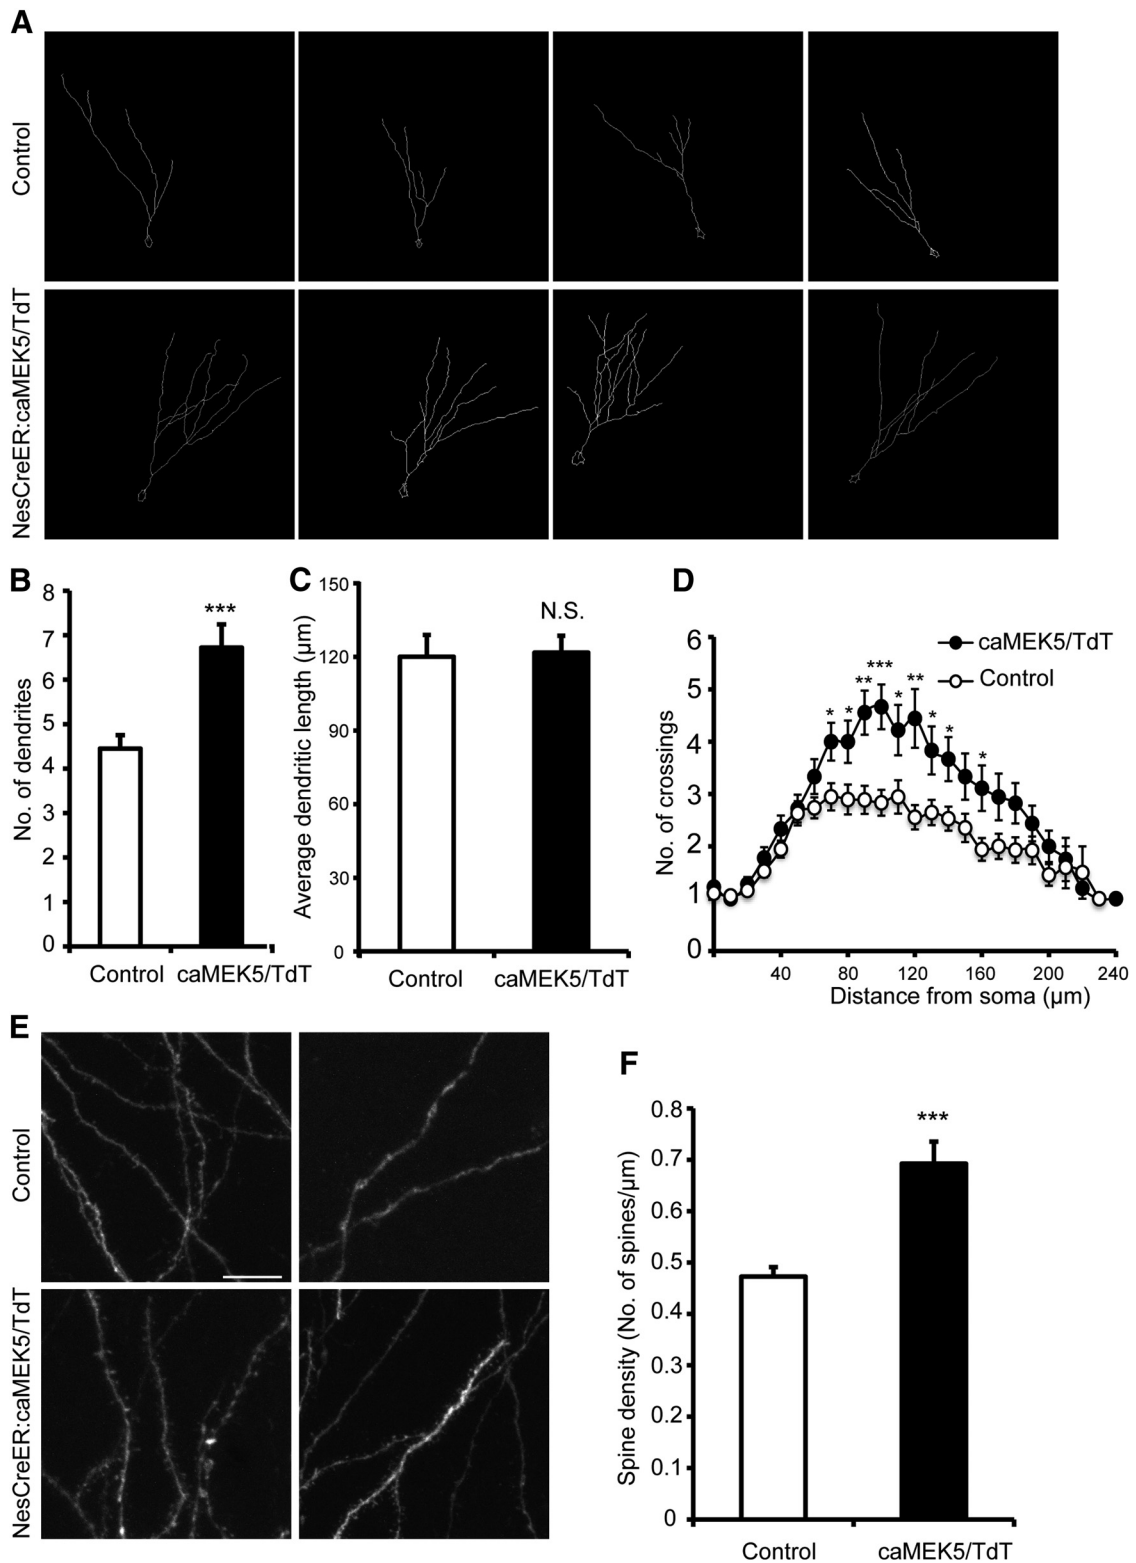 A
Control
NesCreER:caMEK5/TdT
B
8
7
6
5
4
3
2
1
0
No. of dendrites
***
Control
caMEK5/TdT
C
150
120
90
60
30
0
Average dendritic length (µm)
N.S.
Control
caMEK5/TdT
D
6
5
4
3
2
1
0
No. of crossings
caMEK5/TdT
Control
* * ** *** * ** * * *
40 80 120 160 200 240
Distance from soma (µm)
E
Control
NesCreER:caMEK5/TdT
F
0.8
0.7
0.6
0.5
0.4
0.3
0.2
0.1
0
Spine density (No. of spines/µm)
***
Control
caMEK5/TdT